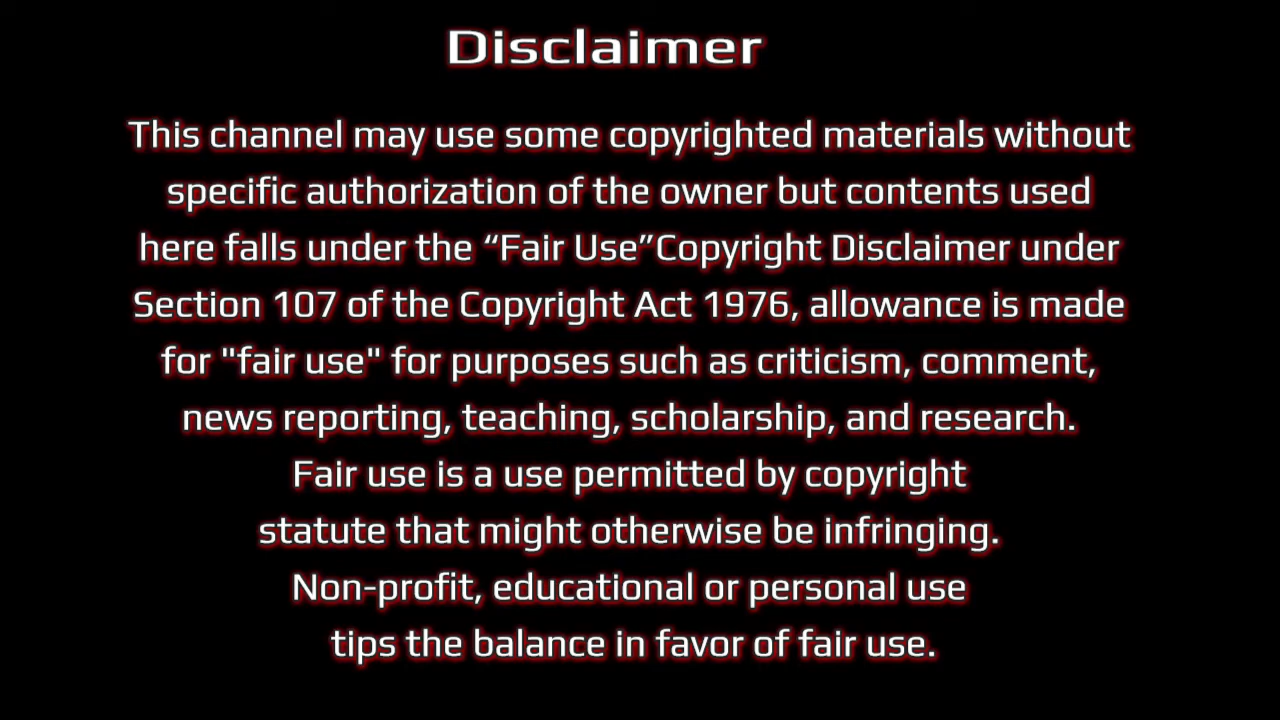 Disclaimer
This channel may use some copyrighted materials without
specific authorization of the owner but contents used
here falls under the “Fair Use”Copyright Disclaimer under
Section 107 of the Copyright Act 1976, allowance is made
for "fair use" for purposes such as criticism, comment,
news reporting, teaching, scholarship, and research.
Fair use is a use permitted by copyright
statute that might otherwise be infringing.
Non-profit, educational or personal use
tips the balance in favor of fair use.